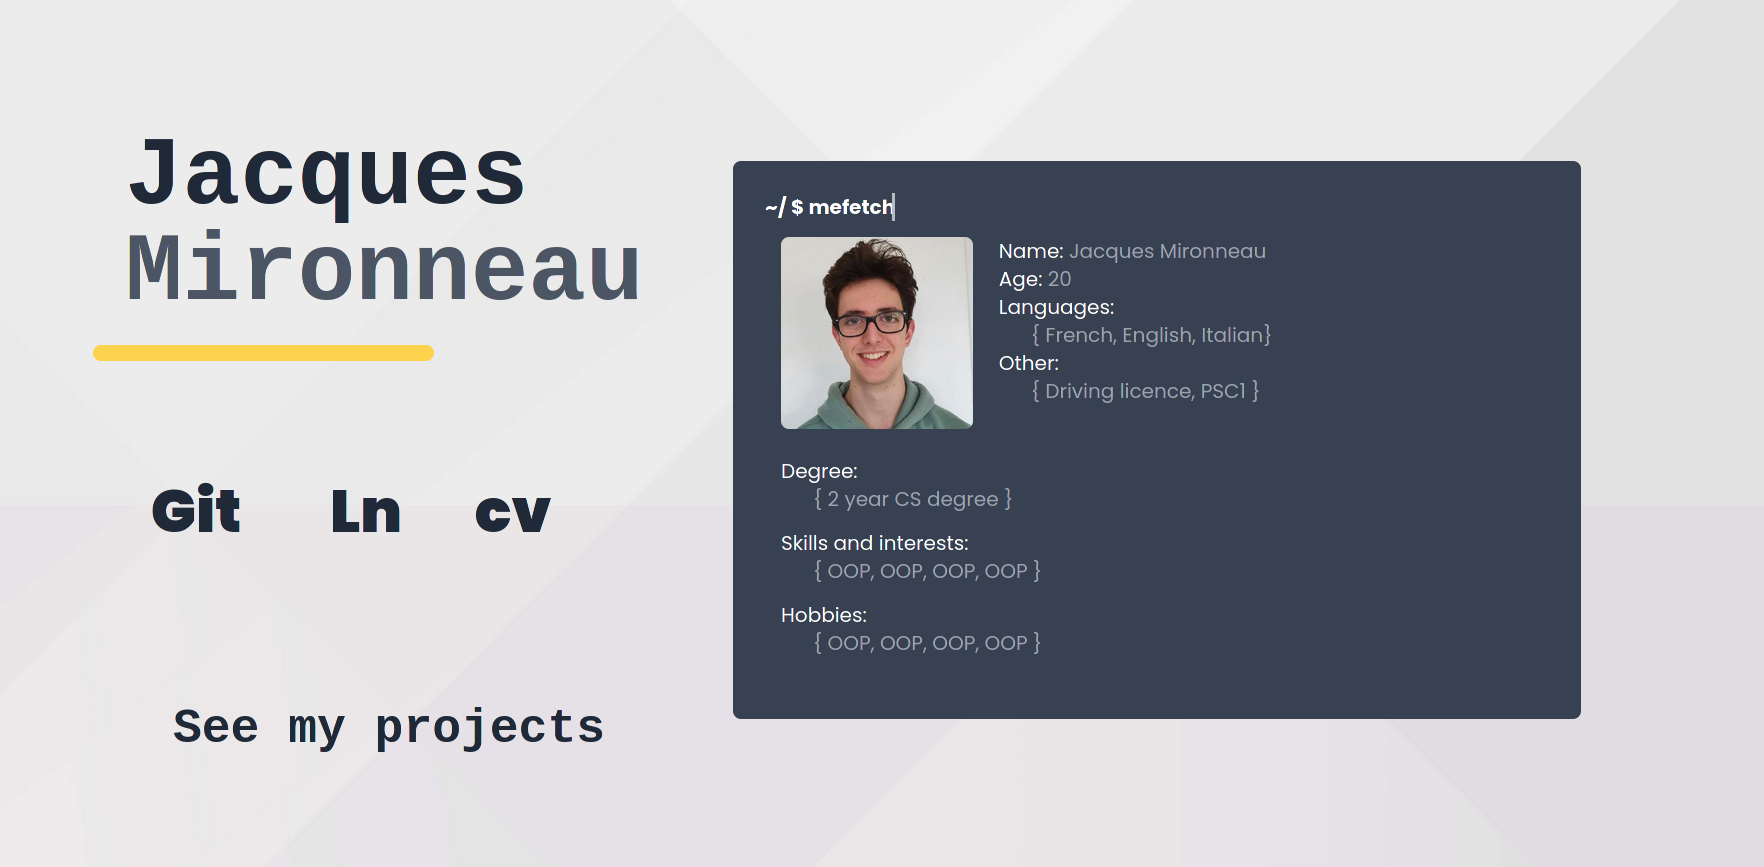 Jacques
Mironneau
Git Ln cv
See my projects
~/ $ mefetch
Name: Jacques Mironneau
Age: 20
Languages:
{ French, English, Italian}
Other:
{ Driving licence, PSC1 }
Degree:
{ 2 year CS degree }
Skills and interests:
{ OOP, OOP, OOP, OOP }
Hobbies:
{ OOP, OOP, OOP, OOP }